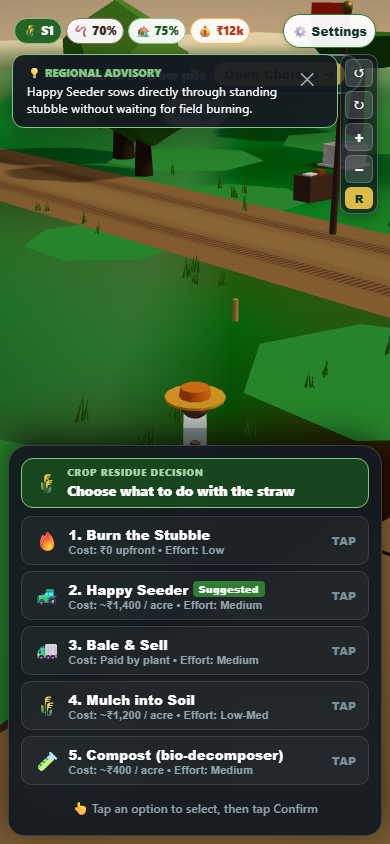 S1
70%
75%
₹12k
Settings
REGIONAL ADVISORY
Happy Seeder sows directly through standing
stubble without waiting for field burning.
R
CROP RESIDUE DECISION
Choose what to do with the straw
1. Burn the Stubble
Cost: ₹0 upfront • Effort: Low
TAP
2. Happy Seeder Suggested
Cost: ~₹1,400 / acre • Effort: Medium
TAP
3. Bale & Sell
Cost: Paid by plant • Effort: Medium
TAP
4. Mulch into Soil
Cost: ~₹1,200 / acre • Effort: Low-Med
TAP
5. Compost (bio-decomposer)
Cost: ~₹400 / acre • Effort: Medium
TAP
Tap an option to select, then tap Confirm